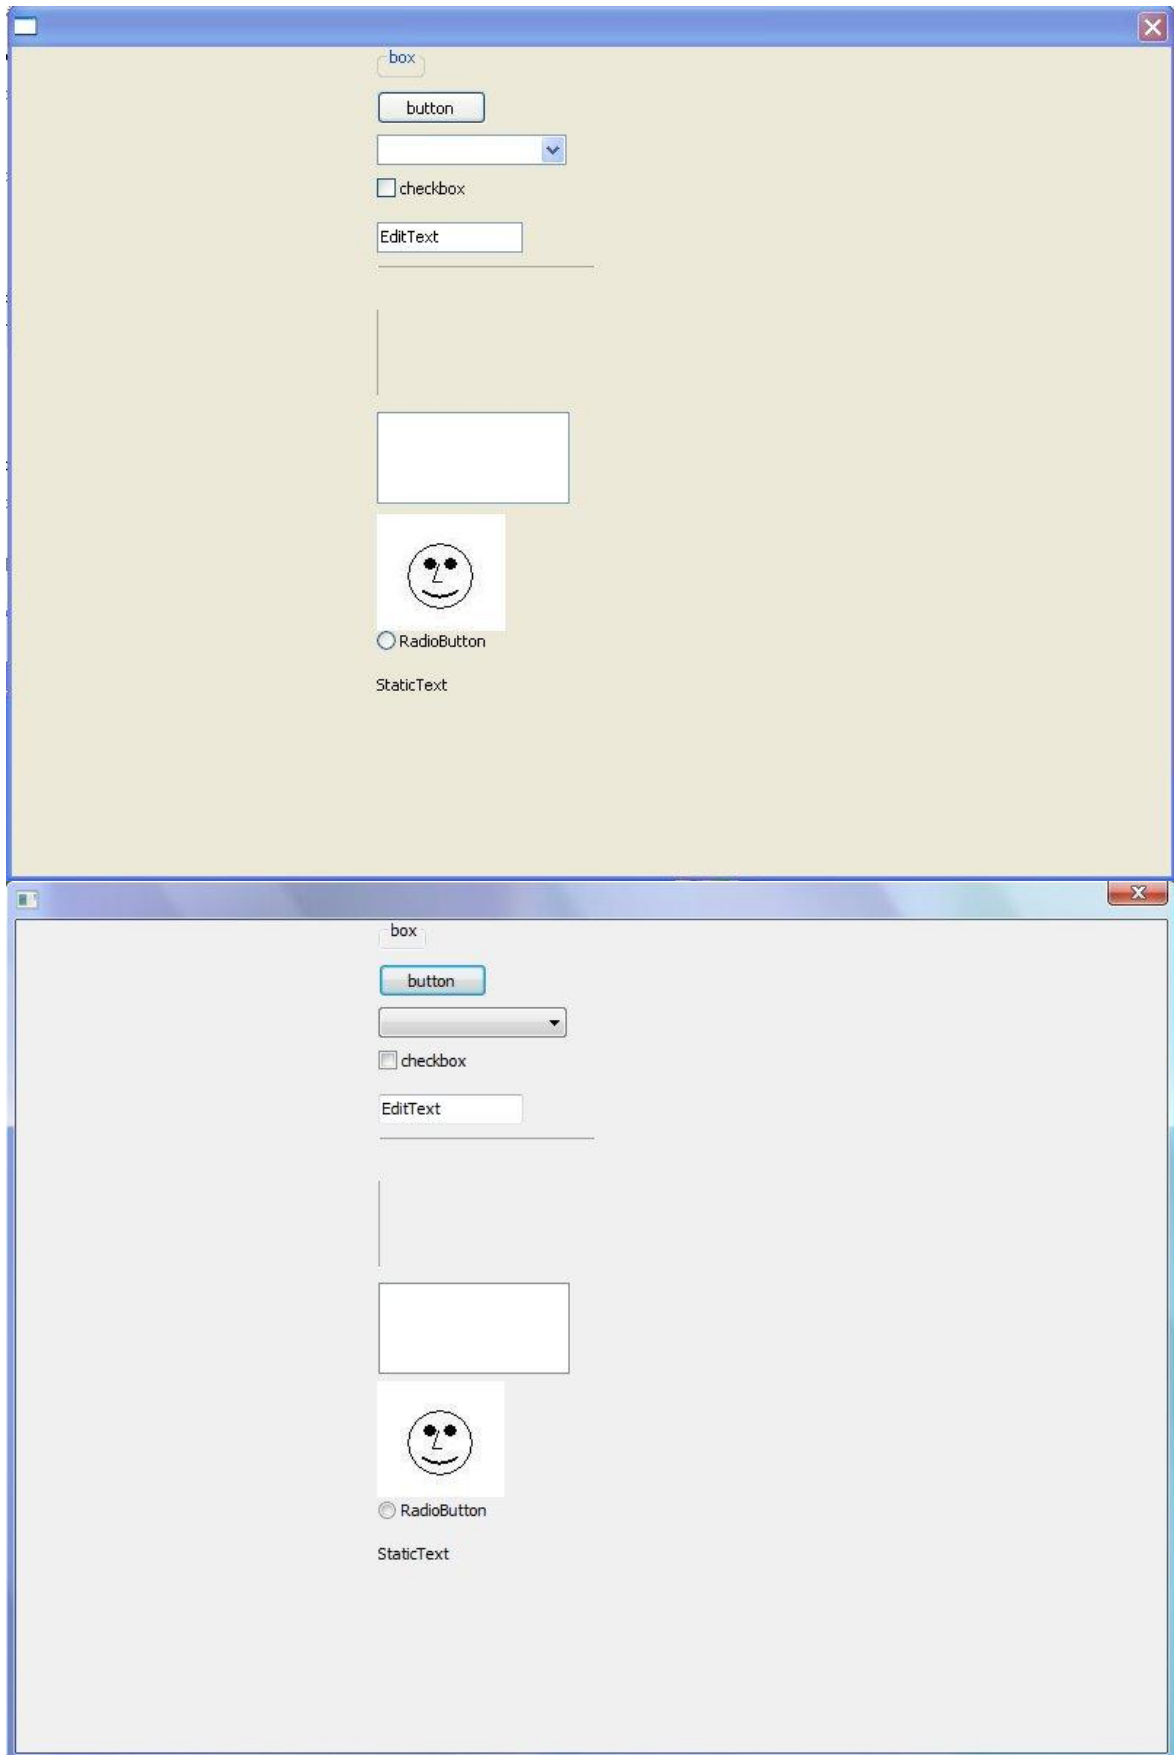 box
button
checkbox
EditText
RadioButton
StaticText
box
button
checkbox
EditText
RadioButton
StaticText